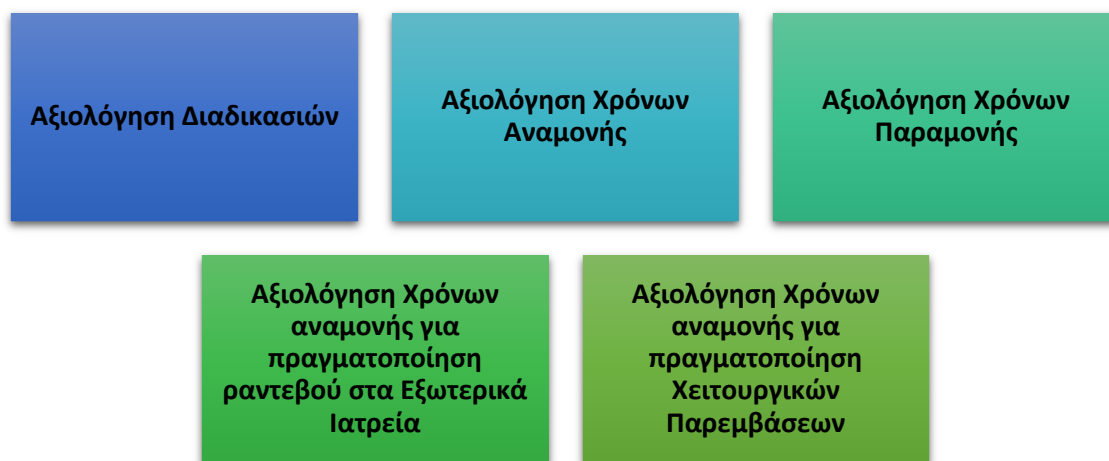 Αξιολόγηση Διαδικασιών
Αξιολόγηση Χρόνων
Αναμονής
Αξιολόγηση Χρόνων
Παραμονής
Αξιολόγηση Χρόνων
αναμονής για
πραγματοποίηση
ραντεβού στα Εξωτερικά
Ιατρεία
Αξιολόγηση Χρόνων
αναμονής για
πραγματοποίηση
Χειτουργικών
Παρεμβάσεων